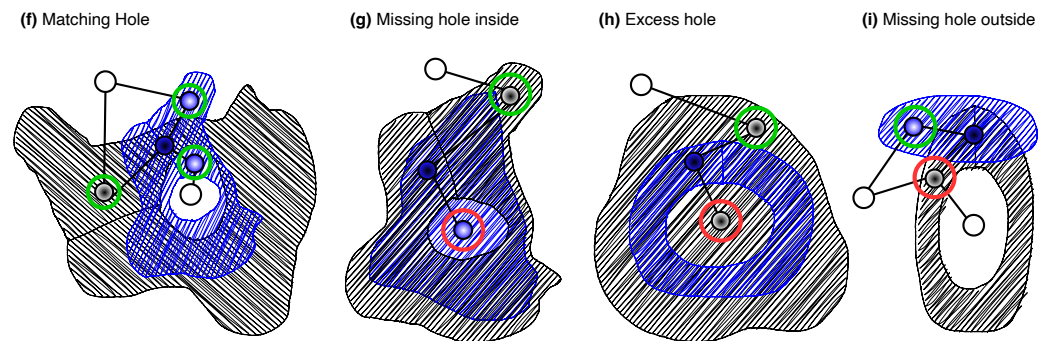 (f) Matching Hole
(g) Missing hole inside
(h) Excess hole
(i) Missing hole outside